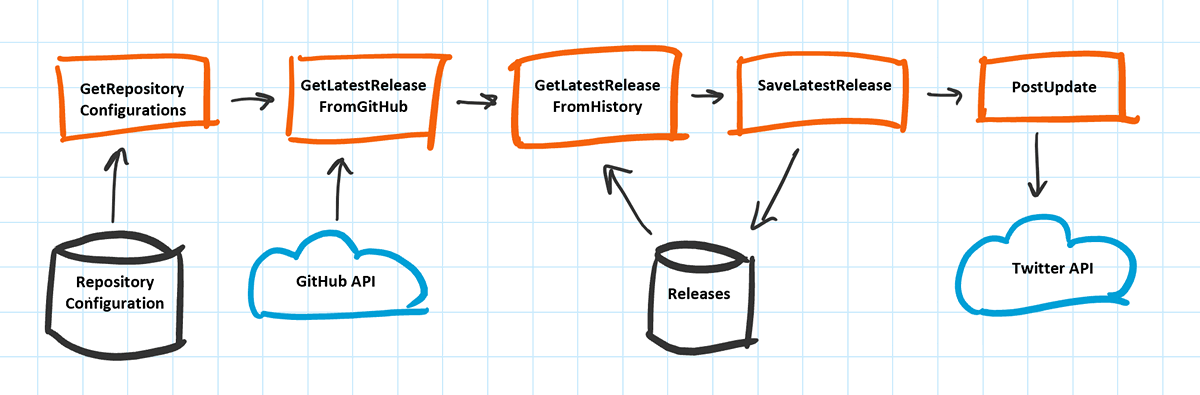 GetRepository
Configurations
GetLatestRelease
FromGitHub
GetLatestRelease
FromHistory
SaveLatestRelease
PostUpdate
Repository
Configuration
GitHub API
Releases
Twitter API